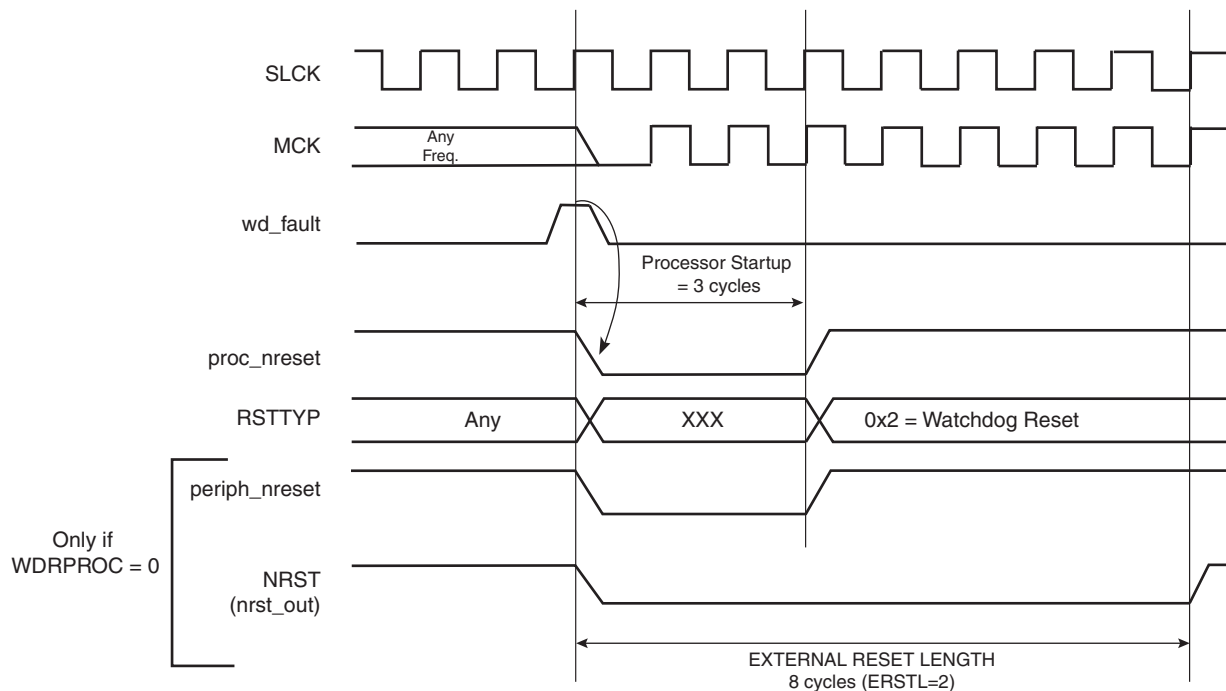 SLCK
MCK
Any
Freq.
wd_fault
Processor Startup
= 3 cycles
proc_nreset
RSTTYP
Any
XXX
0x2 = Watchdog Reset
periph_nreset
Only if
WDRPROC = 0
NRST
(nrst_out)
EXTERNAL RESET LENGTH
8 cycles (ERSTL=2)